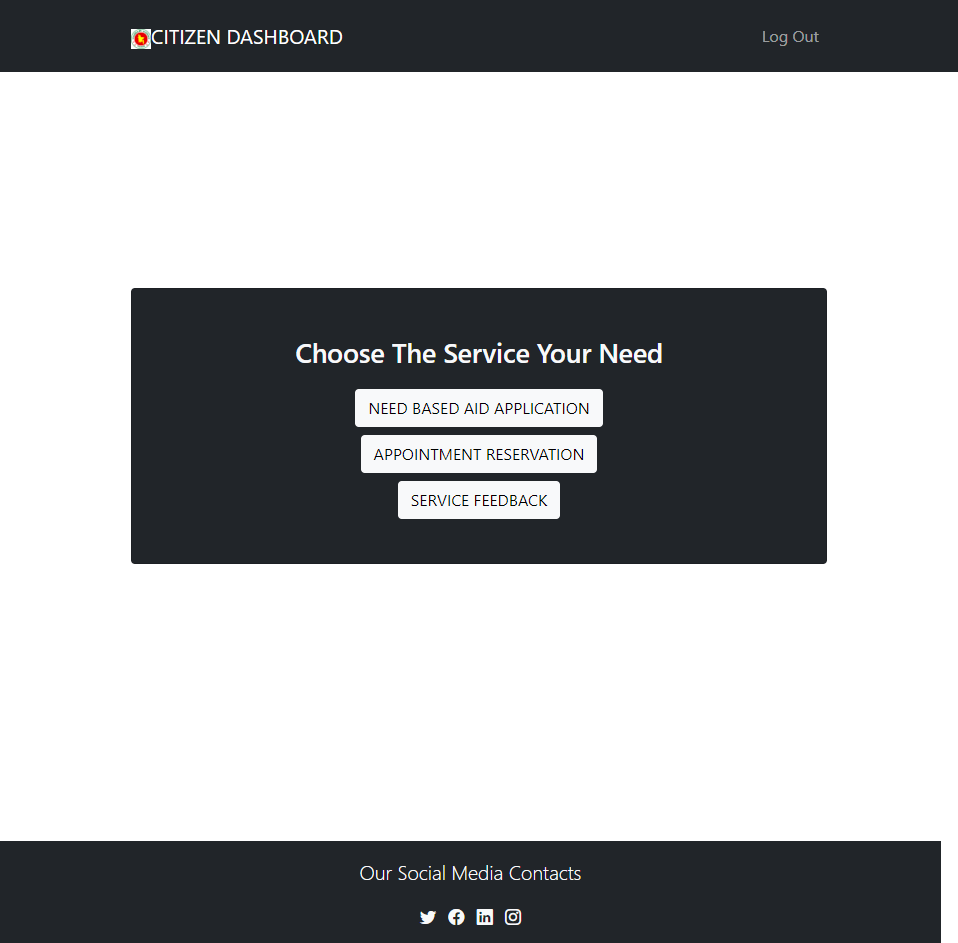 CITIZEN DASHBOARD
Log Out
Choose The Service Your Need
NEED BASED AID APPLICATION
APPOINTMENT RESERVATION
SERVICE FEEDBACK
Our Social Media Contacts